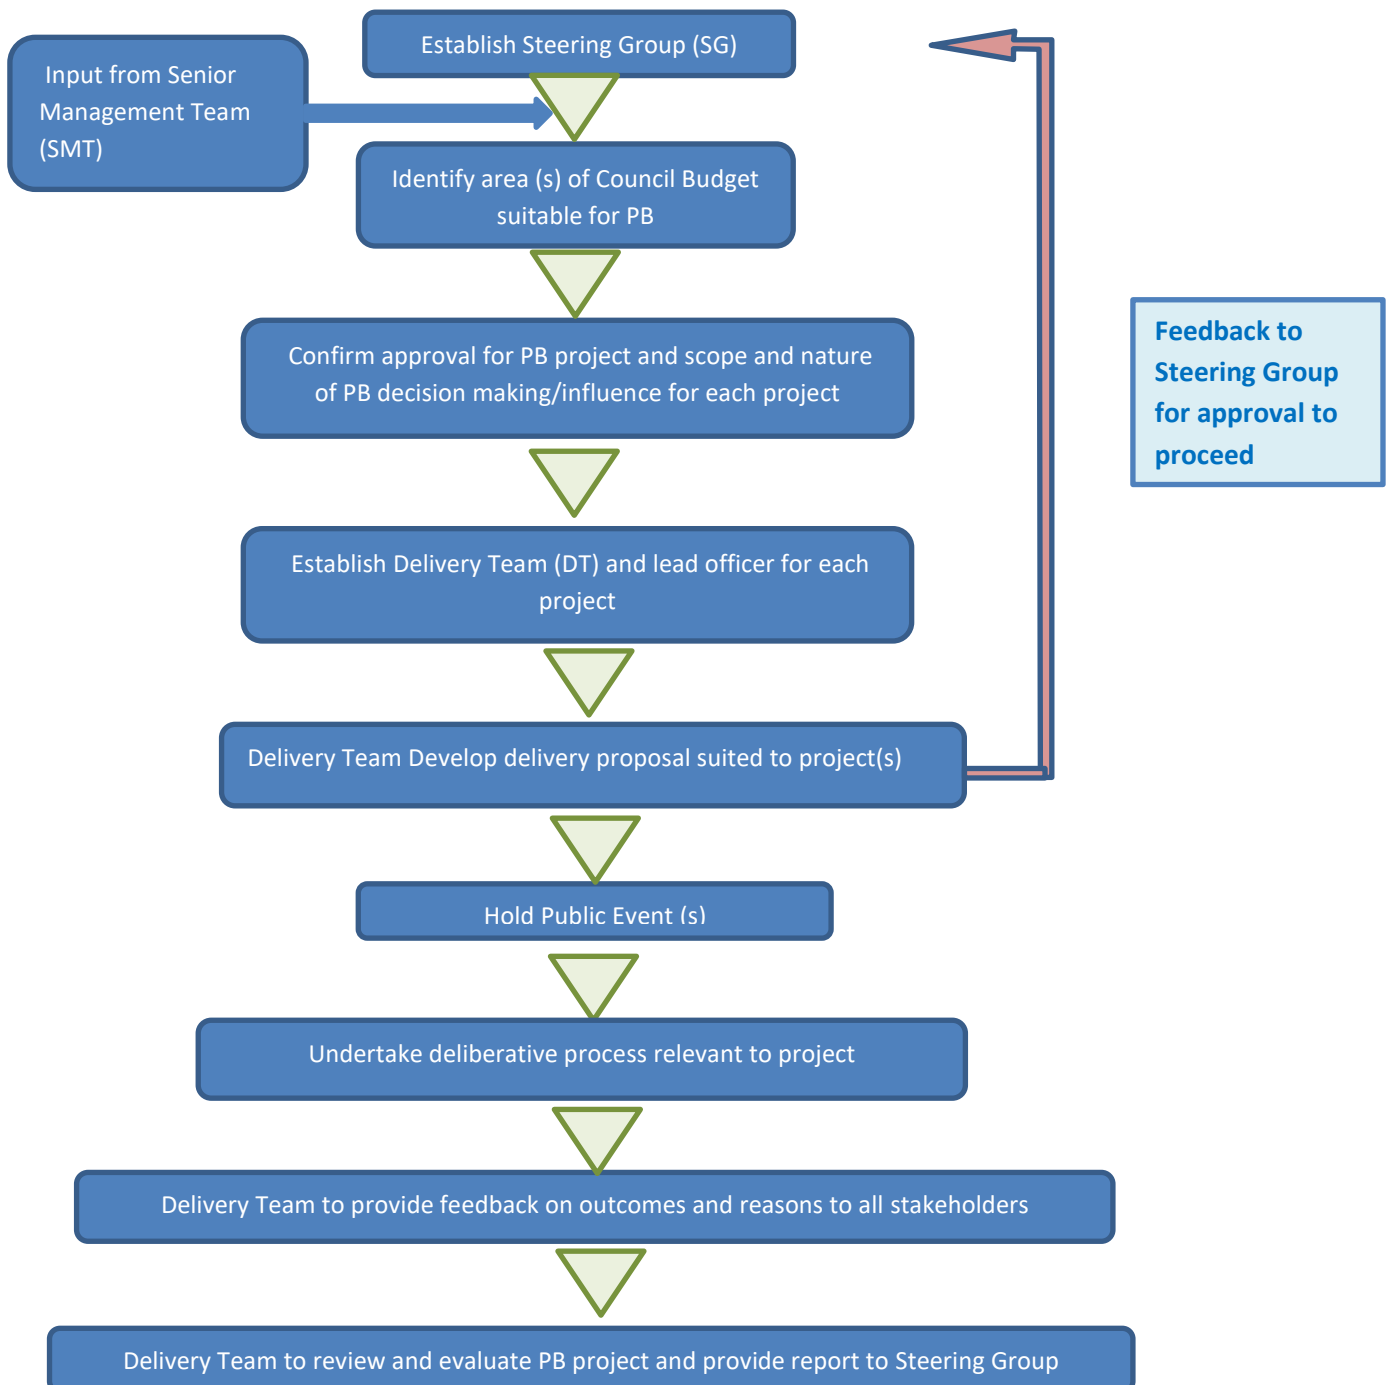 Establish Steering Group (SG)
Input from Senior
Management Team
(SMT)
Identify area (s) of Council Budget
suitable for PB
Confirm approval for PB project and scope and nature
of PB decision making/influence for each project
Feedback to
Steering Group
for approval to
proceed
Establish Delivery Team (DT) and lead officer for each
project
Delivery Team Develop delivery proposal suited to project(s)
Hold Public Event (s)
Undertake deliberative process relevant to project
Delivery Team to provide feedback on outcomes and reasons to all stakeholders
Delivery Team to review and evaluate PB project and provide report to Steering Group